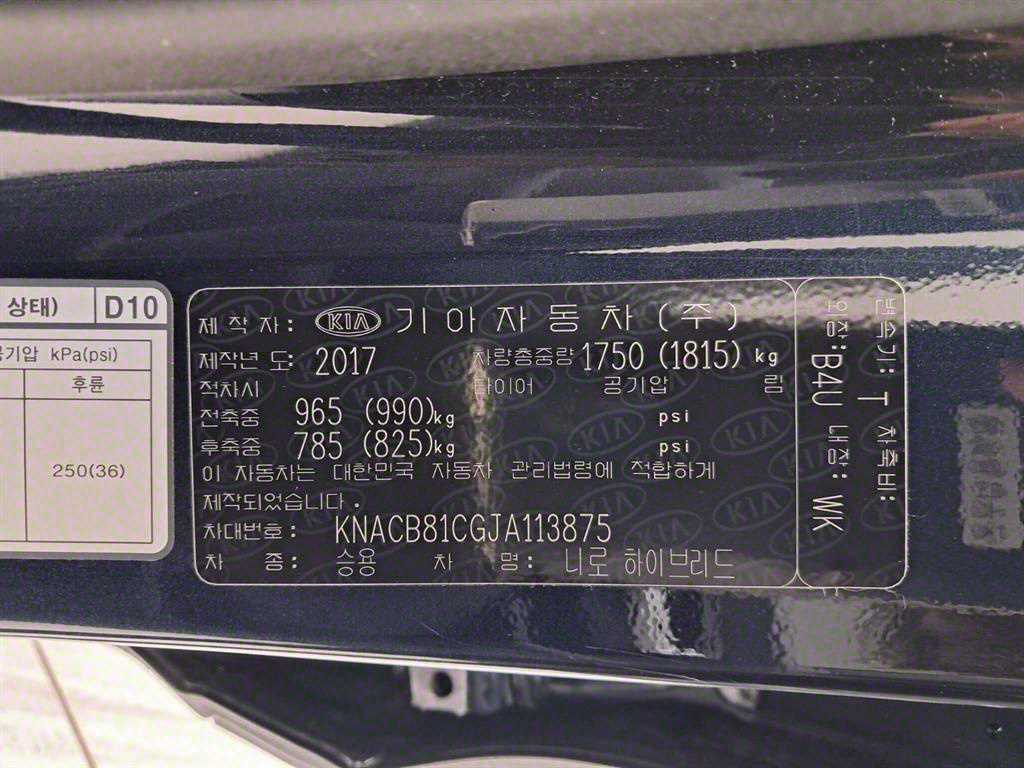 상태) D10
공기압 kPa(psi)
후륜
250(36)
제 작 자: KIA 기 아 자 동 차 (주)
제작년 도: 2017 차량총중량 1750 (1815) kg
적차시 타이어 공기압 림
전축중 965 (990)kg psi
후축중 785 (825)kg psi
이 자동차는 대한민국 자동차 관리법령에 적합하게
제작되었습니다.
차대번호: KNACB81CGJA113875
차 종: 승용 차 명: 니로 하이브리드
변속기: T 차축비:
외장:B4U 내장: WK